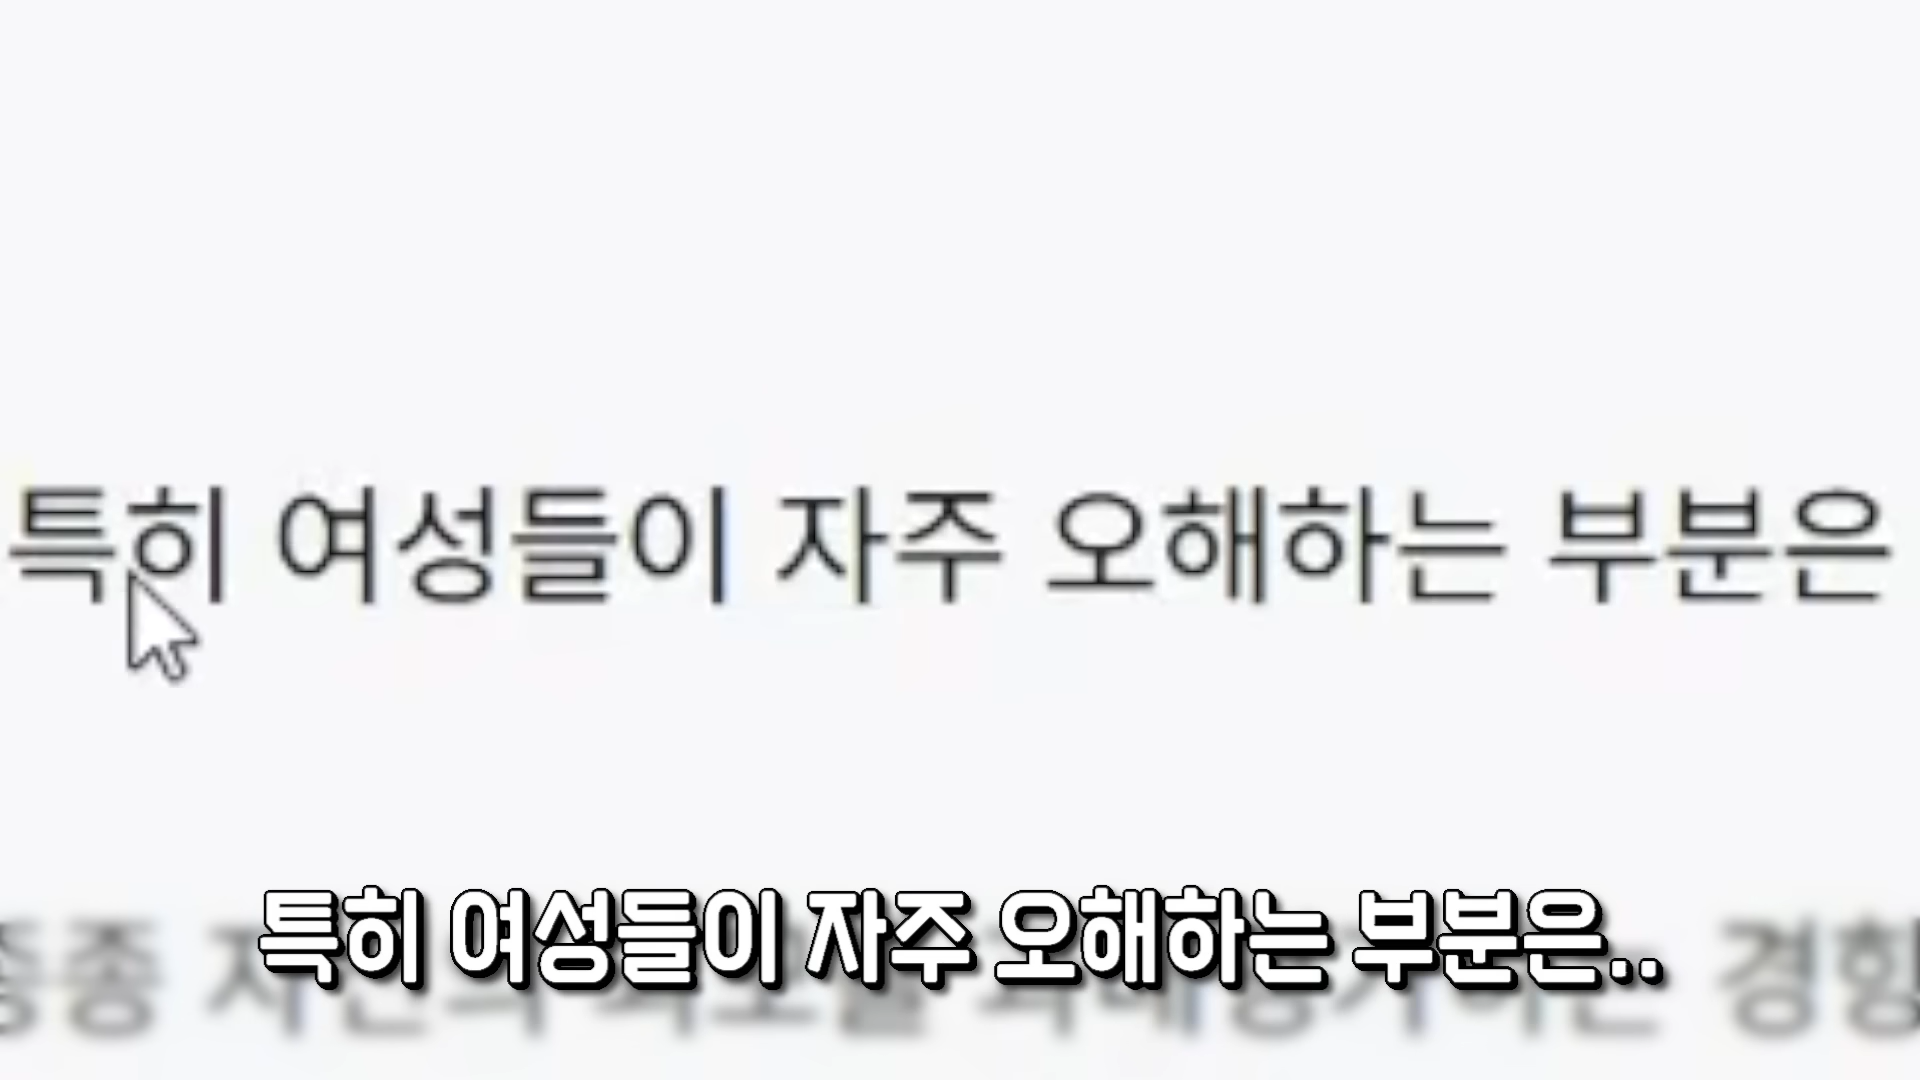 특히 여성들이 자주 오해하는 부분은
특히 여성들이 자주 오해하는 부분은..